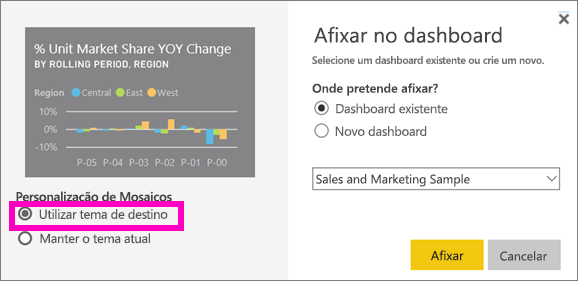 % Unit Market Share YOY Change
BY ROLLING PERIOD, REGION
Region Central East West
10%
0%
-10%
P-05 P-04 P-03 P-02 P-01 P-00
Personalização de Mosaicos
Utilizar tema de destino
Manter o tema atual
Afixar no dashboard
Selecione um dashboard existente ou crie um novo.
Onde pretende afixar?
Dashboard existente
Novo dashboard
Sales and Marketing Sample
Afixar Cancelar